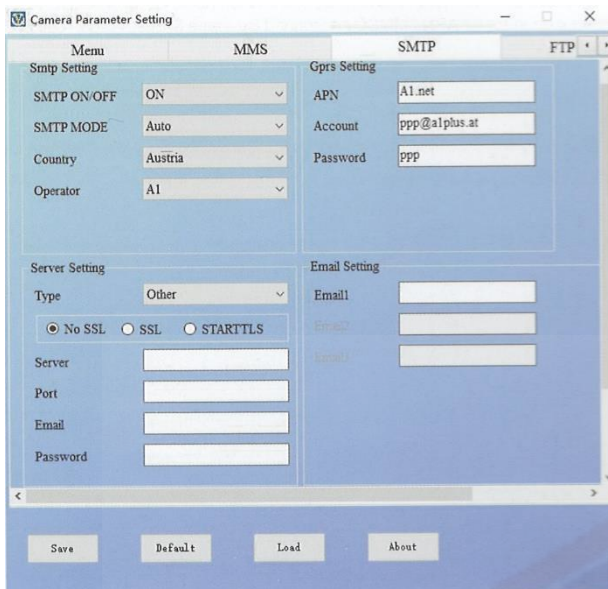 Camera Parameter Setting
Menu MMS SMTP FTP
Smtp Setting
SMTP ON/OFF ON
SMTP MODE Auto
Country Austria
Operator A1
Gprs Setting
APN A1.net
Account ppp@a1plus.at
Password ppp
Server Setting
Type Other
No SSL SSL STARTTLS
Server
Port
Email
Password
Email Setting
Email1
Email2
Email3
Save Default Load About